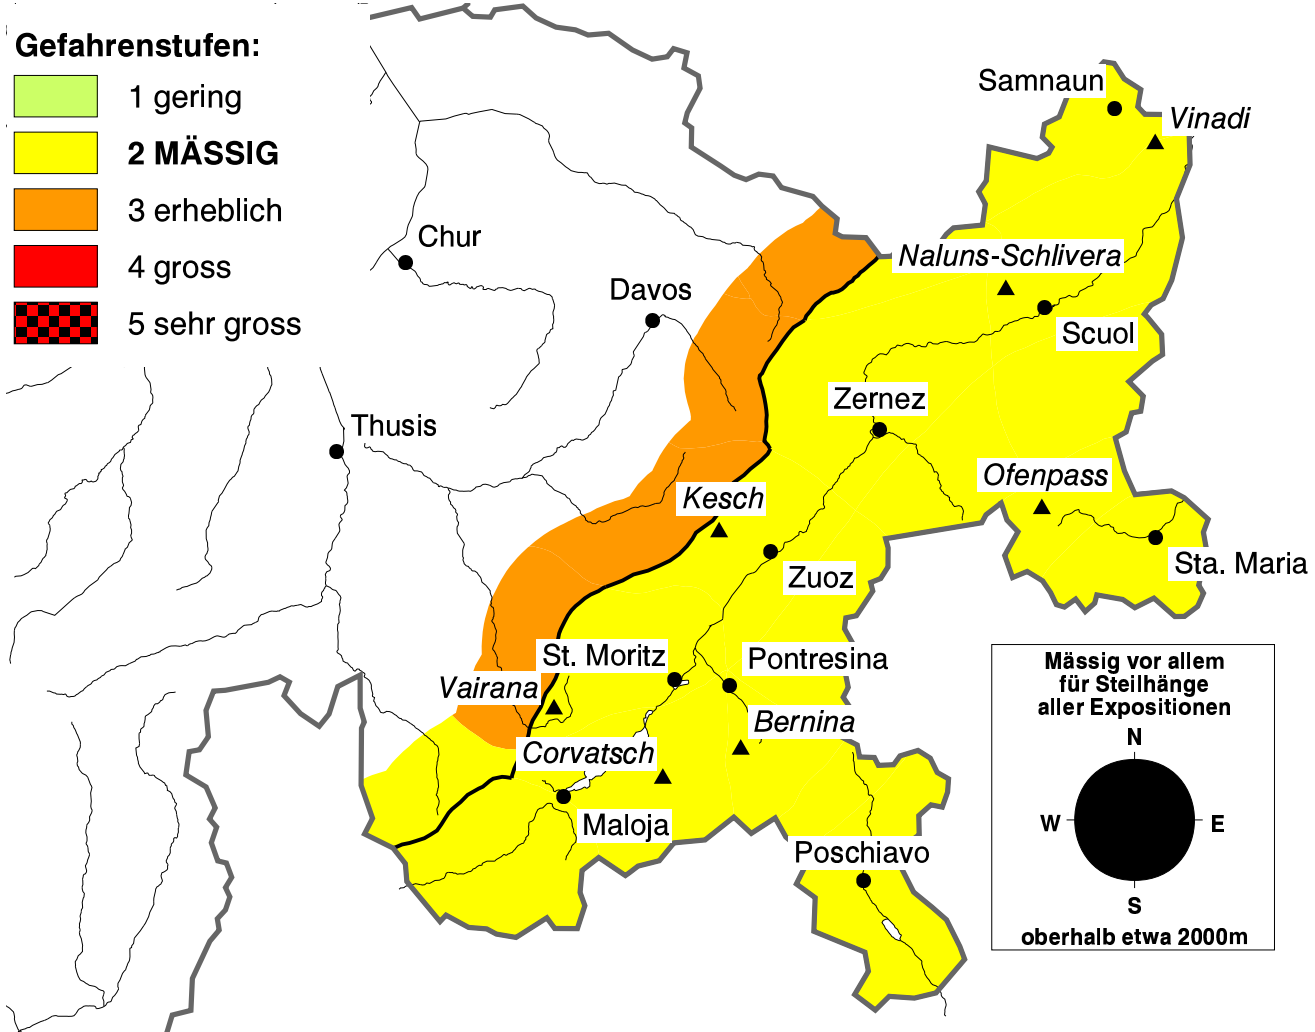 Gefahrenstufen:
1 gering
2 MÄSSIG
3 erheblich
4 gross
5 sehr gross
Samnaun
Vinadi
Chur
Naluns-Schlivera
Davos
Scuol
Zernez
Thusis
Ofenpass
Kesch
Sta. Maria
Zuoz
St. Moritz
Pontresina
Vairana
Bernina
Corvatsch
Maloja
Poschiavo
Mässig vor allem
für Steilhänge
aller Expositionen
N
W
E
S
oberhalb etwa 2000m